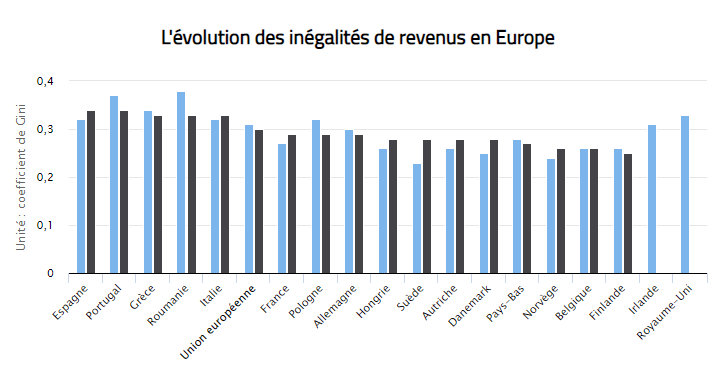 L'évolution des inégalités de revenus en Europe
Unité : coefficient de Gini
0,4
0,3
0,2
0,1
0
Espagne
Portugal
Grèce
Roumanie
Italie
Union européenne
France
Pologne
Allemagne
Hongrie
Suède
Autriche
Danemark
Pays-Bas
Norvège
Belgique
Finlande
Irlande
Royaume-Uni